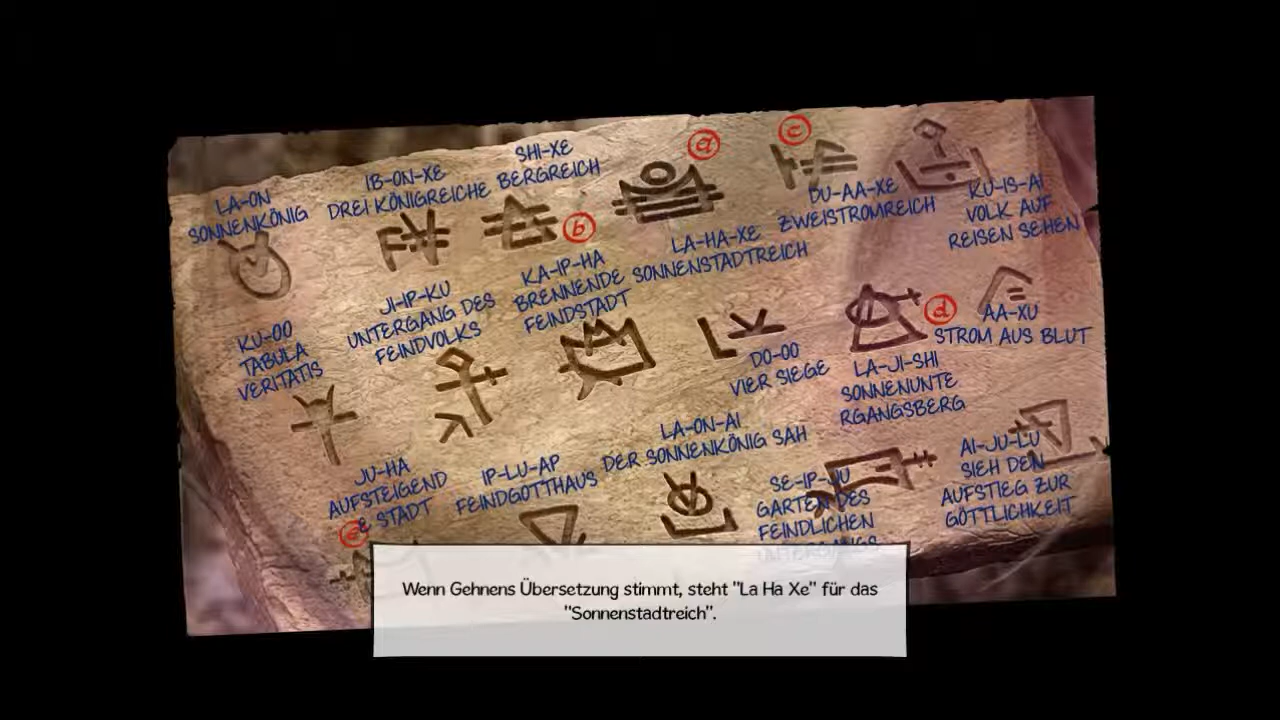 LA-ON
SONNENKÖNIG
IB-ON-XE
DREI KÖNIGREICHE
SHI-XE
BERGREICH
a
c
DU-AA-XE
ZWEISTROMREICH
KU-IS-AI
VOLK AUF
REISEN SEHEN
b
LA-HA-XE
SONNENSTADTREICH
KA-IP-HA
BRENNENDE
FEINDSTADT
JI-IP-KU
UNTERGANG DES
FEINDVOLKS
KU-OO
TABULA
VERITATIS
DO-OO
VIER SIEGE
d
AA-XU
STROM AUS BLUT
LA-JI-SHI
SONNENUNTE
RGANGSBERG
LA-ON-AI
DER SONNENKÖNIG SAH
JU-HA
AUFSTEIGEND
E STADT
e
IP-LU-AP
FEINDGOTTHAUS
SE-IP-JU
GARTEN DES
FEINDLICHEN
UNTERGANGS
AI-JU-LU
SIEH DEN
AUFSTIEG ZUR
GÖTTLICHKEIT
Wenn Gehnens Übersetzung stimmt, steht "La Ha Xe" für das
"Sonnenstadtreich".